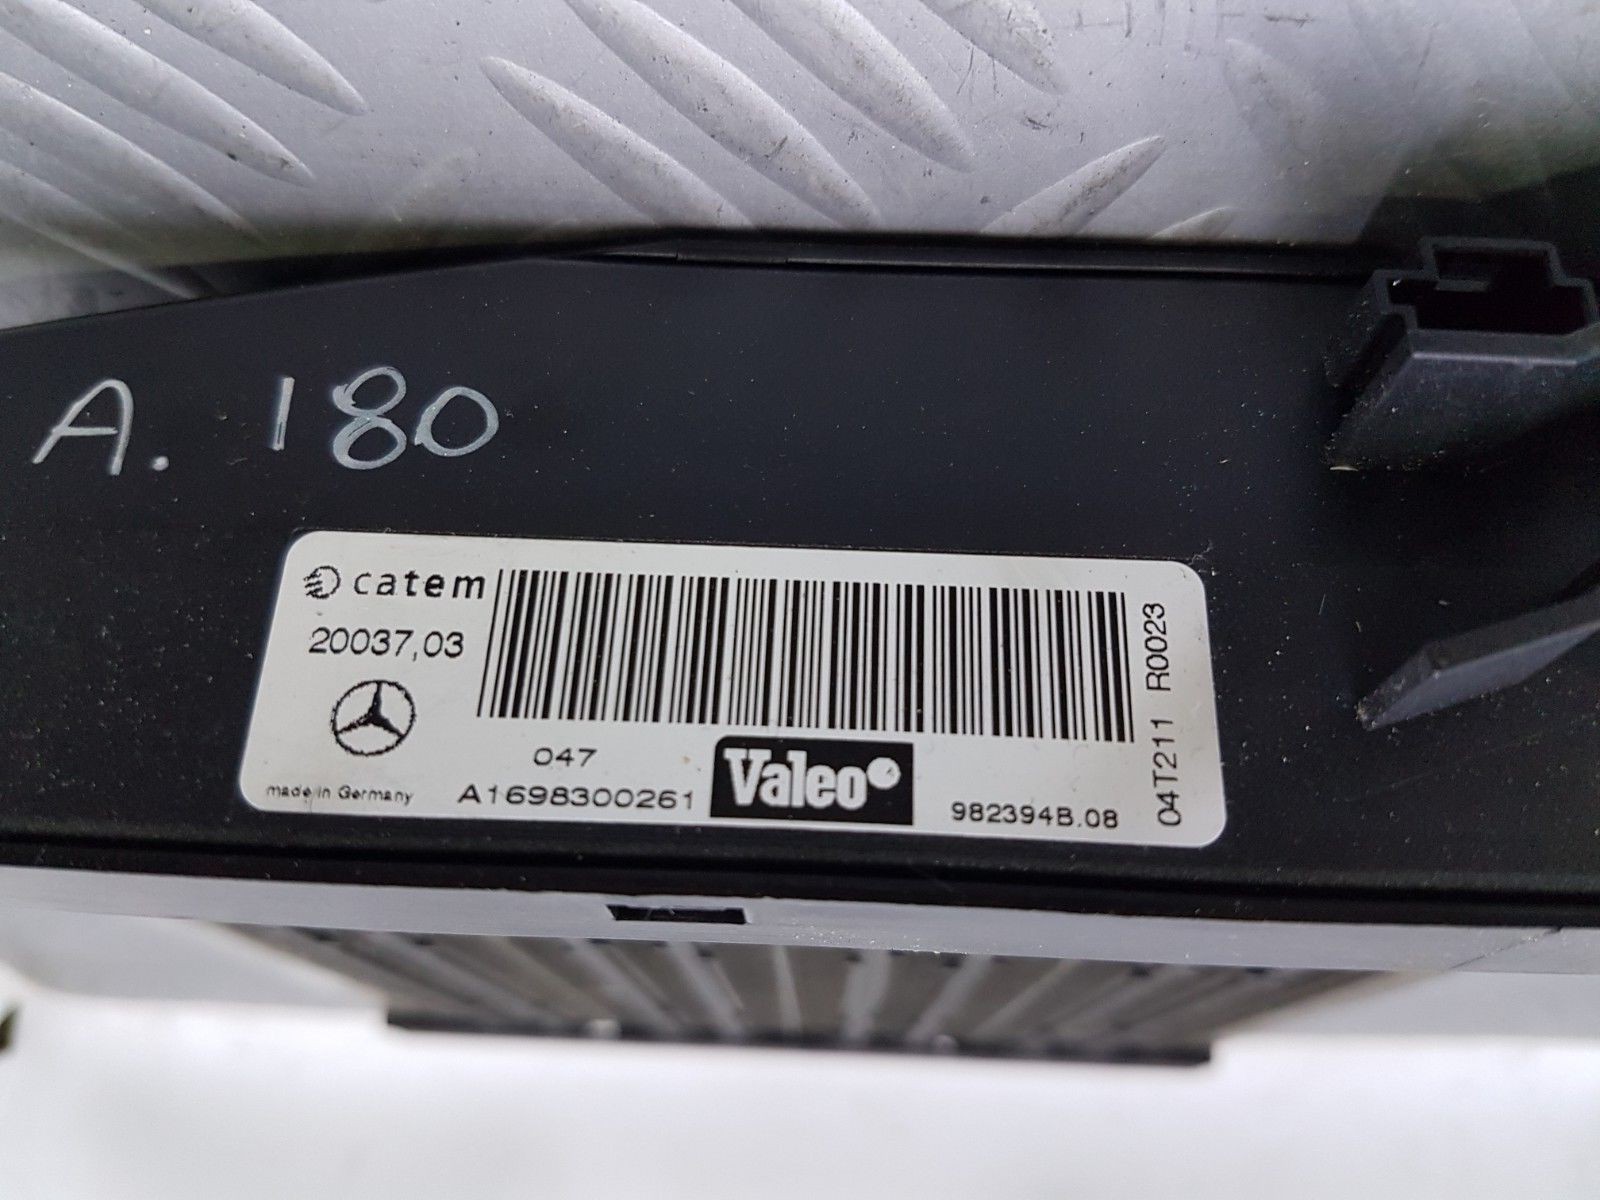 A. 180
catem
20037,03
047
made in Germany
A1698300261
Valeo
982394B.08
04T211 R0023